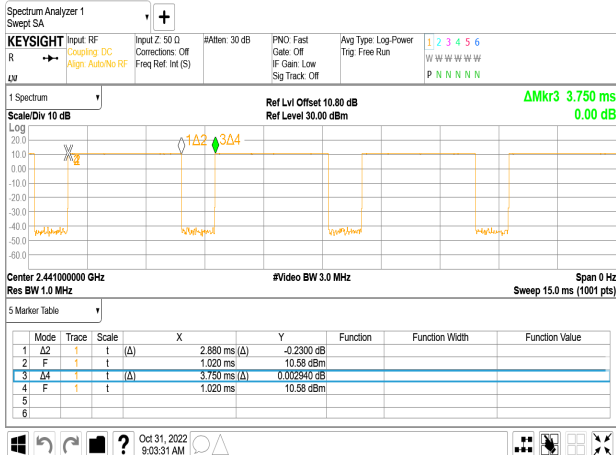 Spectrum Analyzer 1
Swept SA
KEYSIGHT Input: RF Input Z: 50 Ω #Atten: 30 dB PNO: Fast Avg Type: Log-Power 1 2 3 4 5 6
R Coupling: DC Corrections: Off Gate: Off Trig: Free Run W W W W W W
Align: Auto/No RF Freq Ref: Int (S) IF Gain: Low
LXI Sig Track: Off P N N N N N
1 Spectrum Ref Lvl Offset 10.80 dB ΔMkr3 3.750 ms
Scale/Div 10 dB Ref Level 30.00 dBm 0.00 dB
Log
20.0 1Δ2 3Δ4
10.0
0.00
-10.0
-20.0
-30.0
-40.0
-50.0
-60.0
Center 2.441000000 GHz #Video BW 3.0 MHz Span 0 Hz
Res BW 1.0 MHz Sweep 15.0 ms (1001 pts)
5 Marker Table
Mode Trace Scale X Y Function Function Width Function Value
1 Δ2 1 t (Δ) 2.880 ms (Δ) -0.2300 dB
2 F 1 t 1.020 ms 10.58 dBm
3 Δ4 1 t (Δ) 3.750 ms (Δ) 0.002940 dB
4 F 1 t 1.020 ms 10.58 dBm
5
6
? Oct 31, 2022
9:03:31 AM